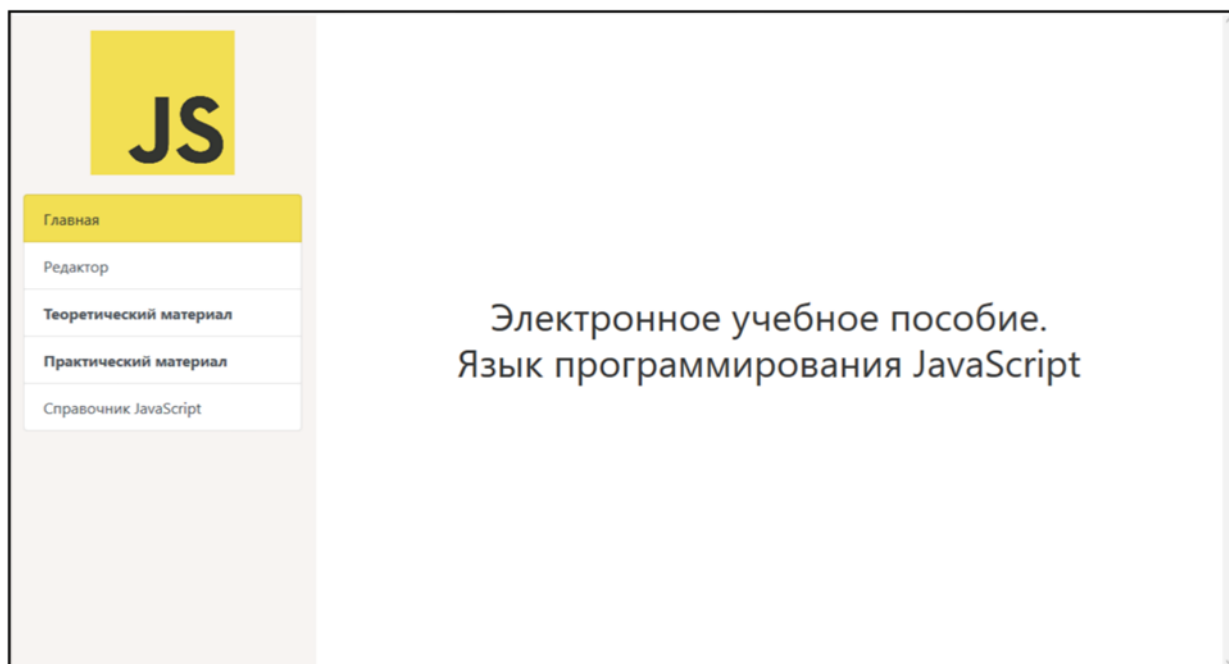 JS
Главная
Редактор
Теоретический материал
Практический материал
Справочник JavaScript
Электронное учебное пособие.
Язык программирования JavaScript